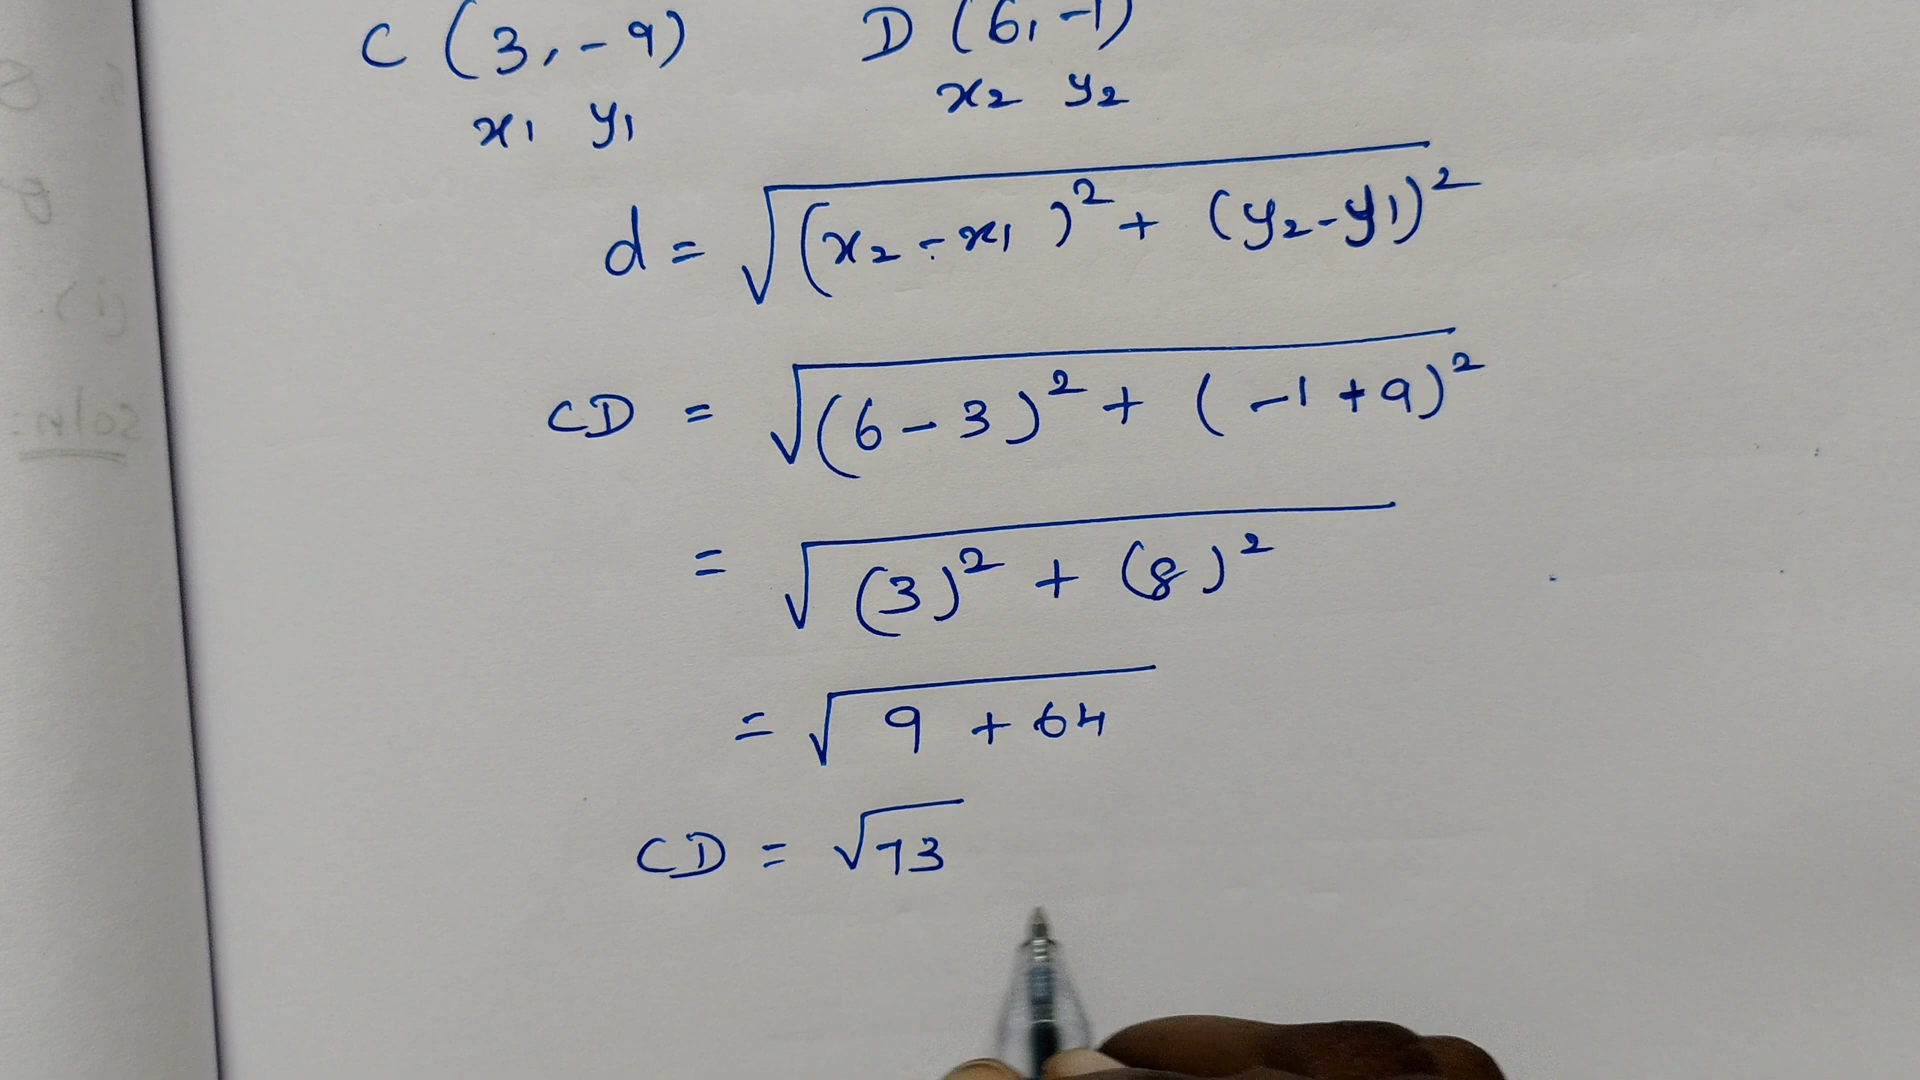 C (3, -9) D (6, -1)
x1 y1 x2 y2
d = √(x2 - x1)² + (y2 - y1)²
CD = √(6 - 3)² + (-1 + 9)²
= √(3)² + (8)²
= √9 + 64
CD = √73